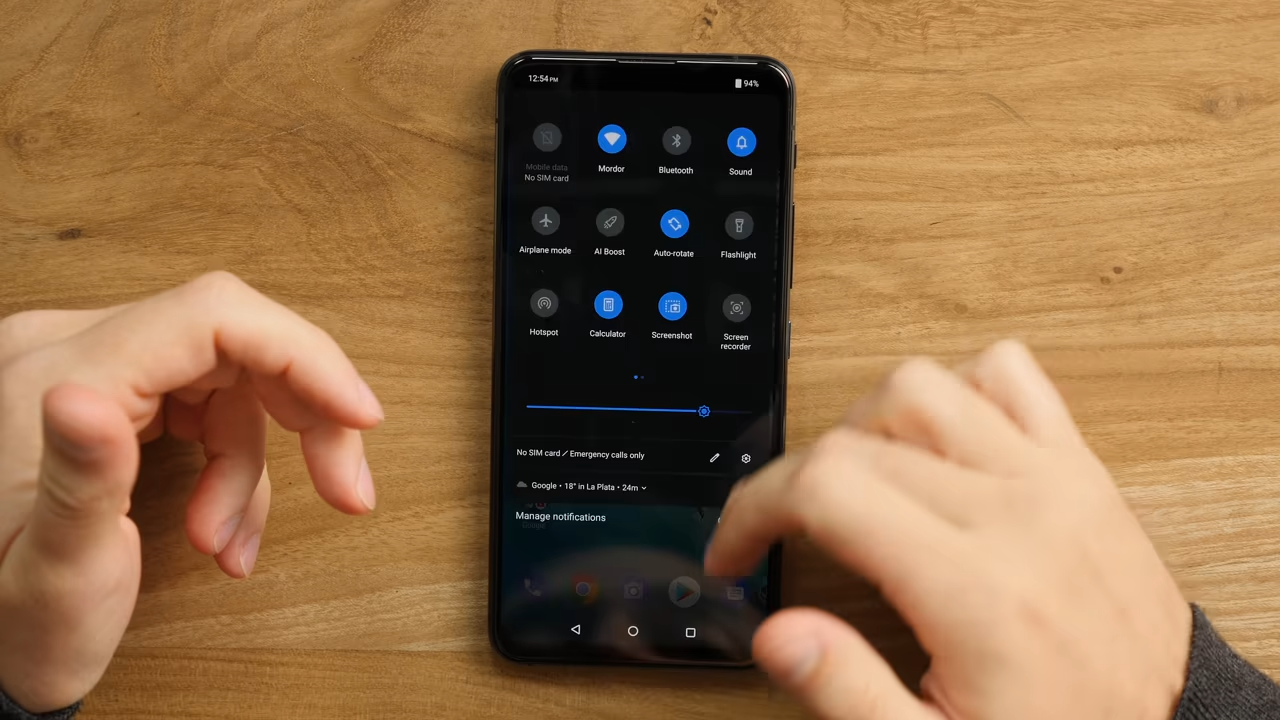 12:54 PM
94%
Mobile data
No SIM card
Mordor
Bluetooth
Sound
Airplane mode
AI Boost
Auto-rotate
Flashlight
Hotspot
Calculator
Screenshot
Screen
recorder
No SIM card / Emergency calls only
Google • 18° in La Plata • 24m
Manage notifications